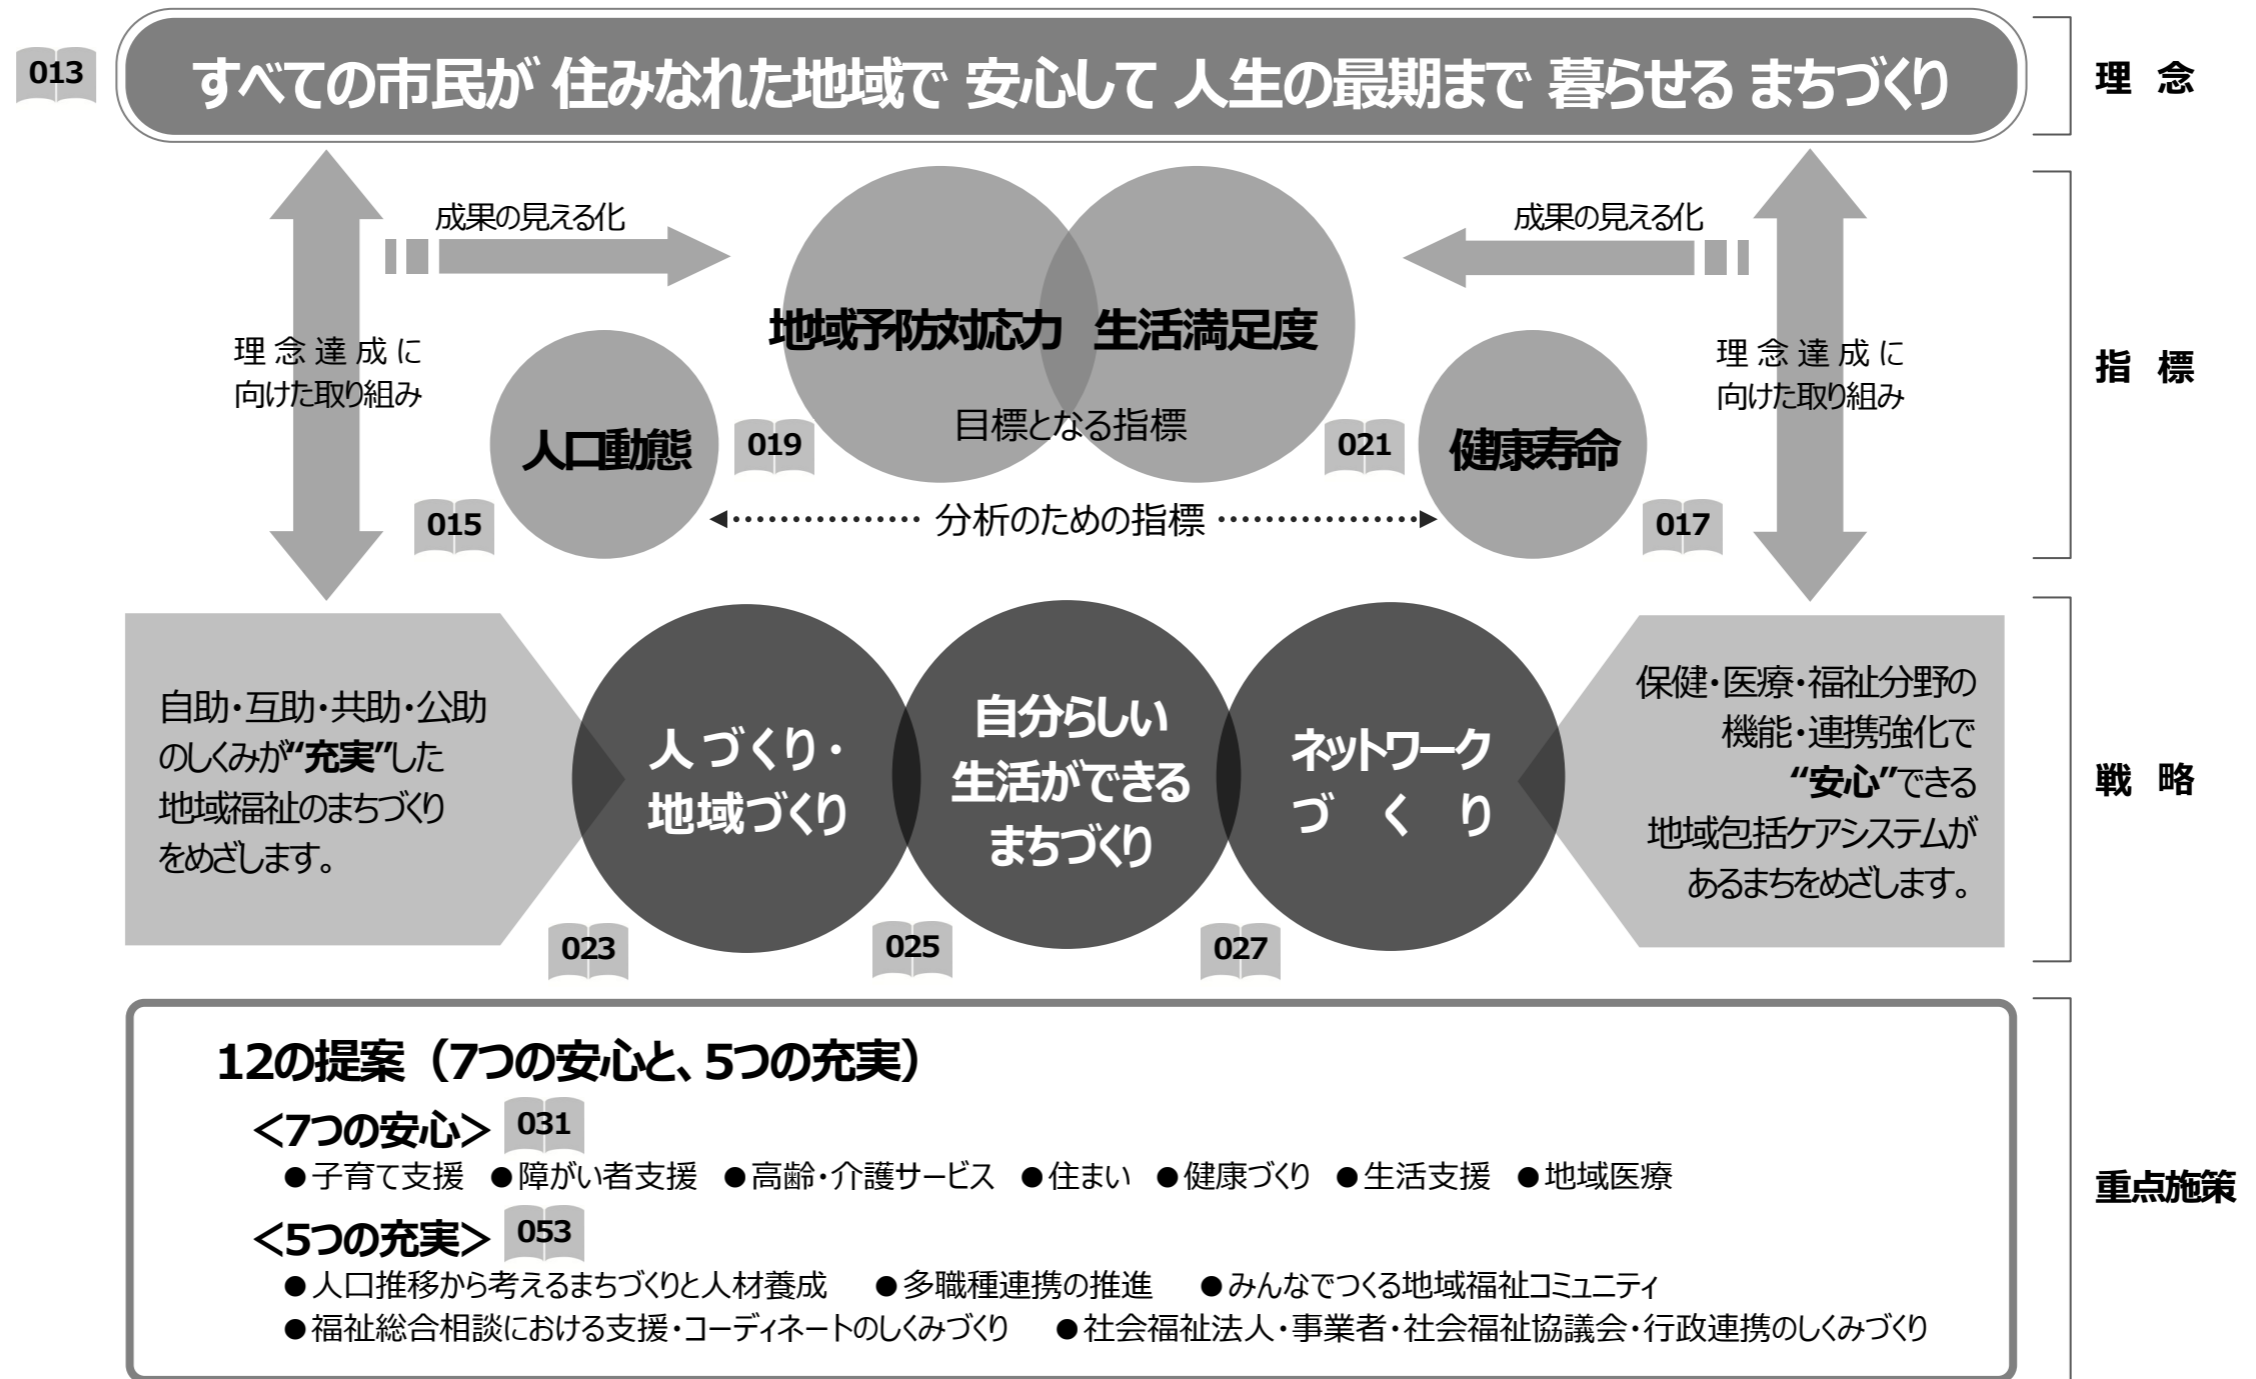 013
すべての市民が 住みなれた地域で 安心して 人生の最期まで 暮らせる まちづくり
理 念
成果の見える化
成果の見える化
理念達成に
向けた取り組み
地域予防対応力 生活満足度
目標となる指標
理念達成に
向けた取り組み
指 標
人口動態
019
021
健康寿命
015
分析のための指標
017
自助・互助・共助・公助
のしくみが“充実”した
地域福祉のまちづくり
をめざします。
人づくり・
地域づくり
自分らしい
生活ができる
まちづくり
ネットワーク
づくり
保健・医療・福祉分野の
機能・連携強化で
“安心”できる
地域包括ケアシステムが
あるまちをめざします。
戦 略
023
025
027
12の提案（7つの安心と、5つの充実）
＜7つの安心＞ 031
●子育て支援 ●障がい者支援 ●高齢・介護サービス ●住まい ●健康づくり ●生活支援 ●地域医療
＜5つの充実＞ 053
●人口推移から考えるまちづくりと人材養成 ●多職種連携の推進 ●みんなでつくる地域福祉コミュニティ
●福祉総合相談における支援・コーディネートのしくみづくり ●社会福祉法人・事業者・社会福祉協議会・行政連携のしくみづくり
重点施策